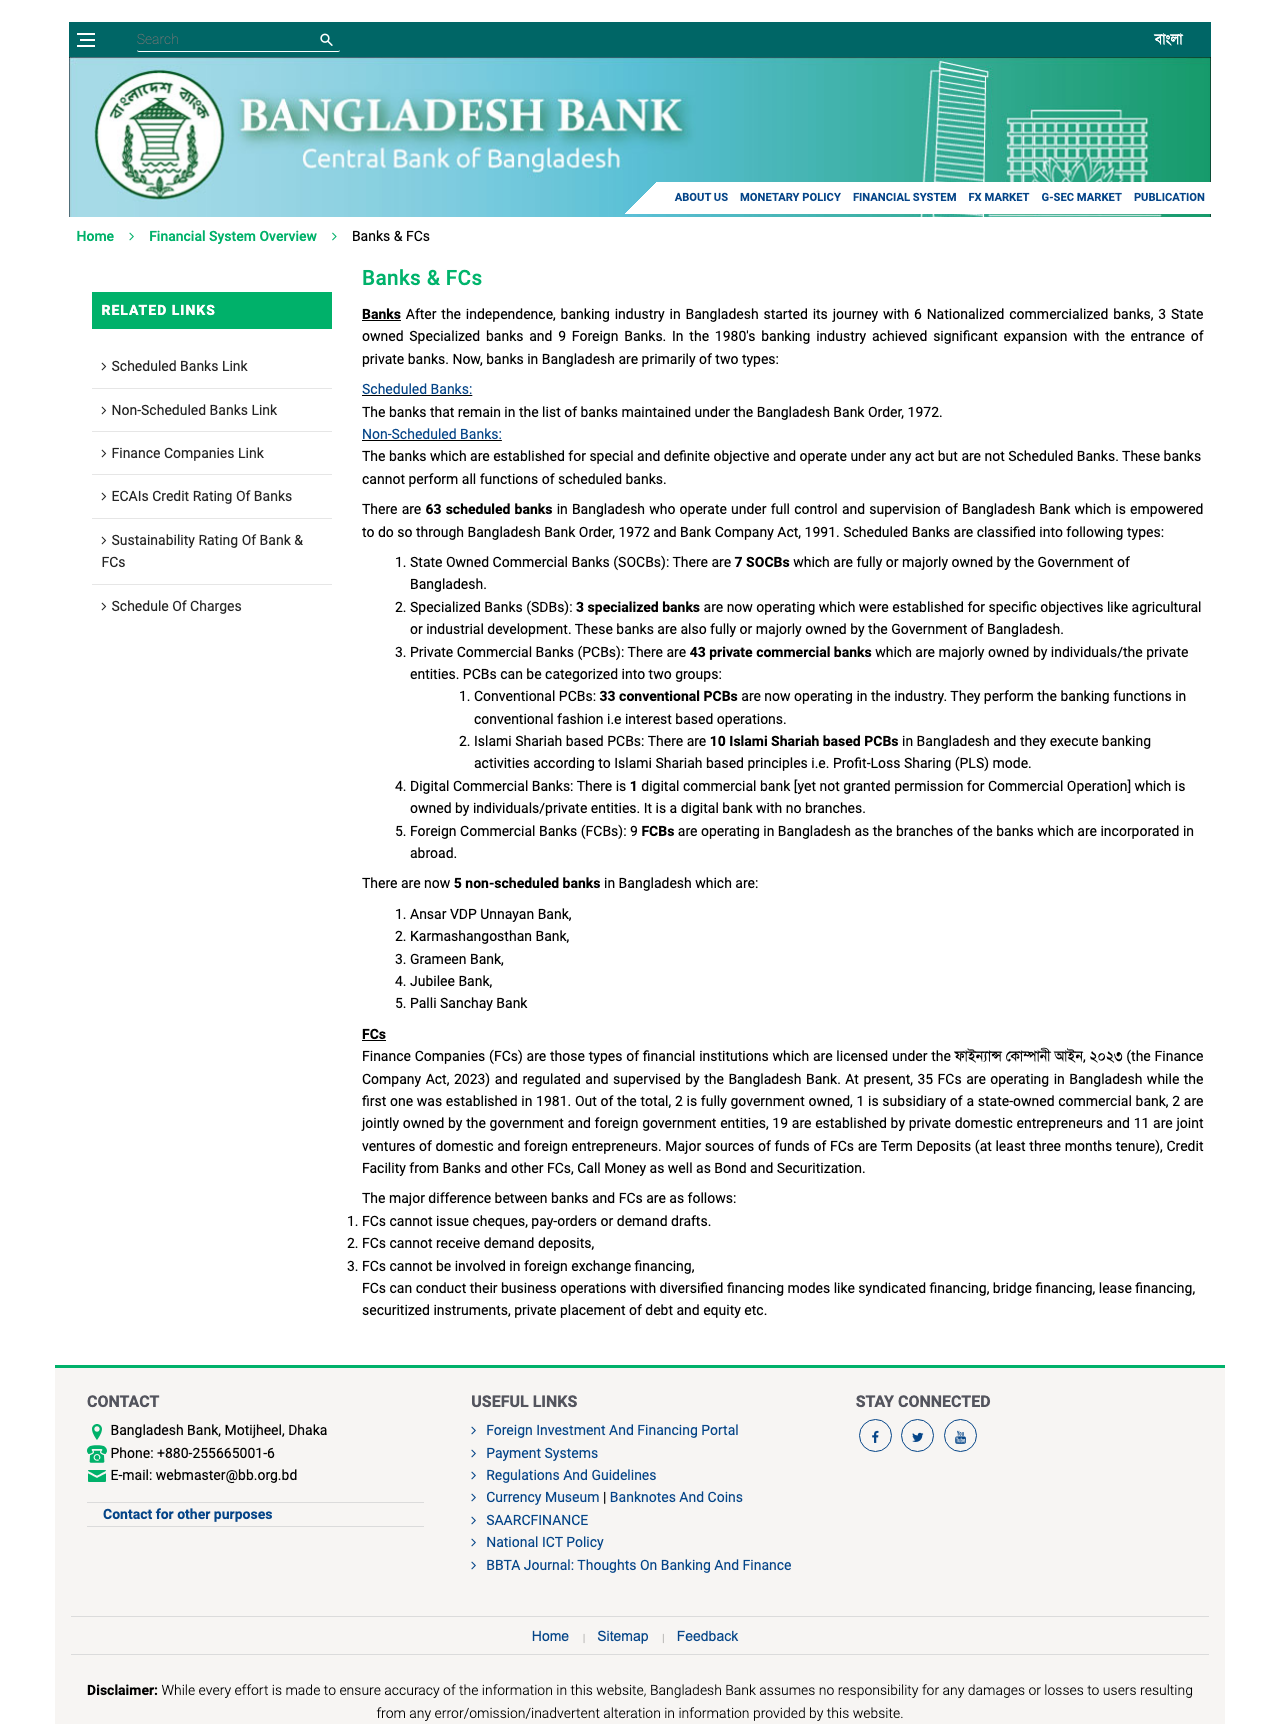 Search
বাংলা
বাংলাদেশ ব্যাংক
BANGLADESH BANK
Central Bank of Bangladesh
ABOUT US MONETARY POLICY FINANCIAL SYSTEM FX MARKET G-SEC MARKET PUBLICATION
Home > Financial System Overview > Banks & FCs
RELATED LINKS
> Scheduled Banks Link
> Non-Scheduled Banks Link
> Finance Companies Link
> ECAIs Credit Rating Of Banks
> Sustainability Rating Of Bank &
FCs
> Schedule Of Charges
Banks & FCs
Banks After the independence, banking industry in Bangladesh started its journey with 6 Nationalized commercialized banks, 3 State
owned Specialized banks and 9 Foreign Banks. In the 1980's banking industry achieved significant expansion with the entrance of
private banks. Now, banks in Bangladesh are primarily of two types:
Scheduled Banks:
The banks that remain in the list of banks maintained under the Bangladesh Bank Order, 1972.
Non-Scheduled Banks:
The banks which are established for special and definite objective and operate under any act but are not Scheduled Banks. These banks
cannot perform all functions of scheduled banks.
There are 63 scheduled banks in Bangladesh who operate under full control and supervision of Bangladesh Bank which is empowered
to do so through Bangladesh Bank Order, 1972 and Bank Company Act, 1991. Scheduled Banks are classified into following types:
1. State Owned Commercial Banks (SOCBs): There are 7 SOCBs which are fully or majorly owned by the Government of
Bangladesh.
2. Specialized Banks (SDBs): 3 specialized banks are now operating which were established for specific objectives like agricultural
or industrial development. These banks are also fully or majorly owned by the Government of Bangladesh.
3. Private Commercial Banks (PCBs): There are 43 private commercial banks which are majorly owned by individuals/the private
entities. PCBs can be categorized into two groups:
1. Conventional PCBs: 33 conventional PCBs are now operating in the industry. They perform the banking functions in
conventional fashion i.e interest based operations.
2. Islami Shariah based PCBs: There are 10 Islami Shariah based PCBs in Bangladesh and they execute banking
activities according to Islami Shariah based principles i.e. Profit-Loss Sharing (PLS) mode.
4. Digital Commercial Banks: There is 1 digital commercial bank [yet not granted permission for Commercial Operation] which is
owned by individuals/private entities. It is a digital bank with no branches.
5. Foreign Commercial Banks (FCBs): 9 FCBs are operating in Bangladesh as the branches of the banks which are incorporated in
abroad.
There are now 5 non-scheduled banks in Bangladesh which are:
1. Ansar VDP Unnayan Bank,
2. Karmashangosthan Bank,
3. Grameen Bank,
4. Jubilee Bank,
5. Palli Sanchay Bank
FCs
Finance Companies (FCs) are those types of financial institutions which are licensed under the ফাইন্যান্স কোম্পানী আইন, ২০২৩ (the Finance
Company Act, 2023) and regulated and supervised by the Bangladesh Bank. At present, 35 FCs are operating in Bangladesh while the
first one was established in 1981. Out of the total, 2 is fully government owned, 1 is subsidiary of a state-owned commercial bank, 2 are
jointly owned by the government and foreign government entities, 19 are established by private domestic entrepreneurs and 11 are joint
ventures of domestic and foreign entrepreneurs. Major sources of funds of FCs are Term Deposits (at least three months tenure), Credit
Facility from Banks and other FCs, Call Money as well as Bond and Securitization.
The major difference between banks and FCs are as follows:
1. FCs cannot issue cheques, pay-orders or demand drafts.
2. FCs cannot receive demand deposits,
3. FCs cannot be involved in foreign exchange financing,
FCs can conduct their business operations with diversified financing modes like syndicated financing, bridge financing, lease financing,
securitized instruments, private placement of debt and equity etc.
CONTACT
Bangladesh Bank, Motijheel, Dhaka
Phone: +880-255665001-6
E-mail: webmaster@bb.org.bd
Contact for other purposes
USEFUL LINKS
> Foreign Investment And Financing Portal
> Payment Systems
> Regulations And Guidelines
> Currency Museum | Banknotes And Coins
> SAARCFINANCE
> National ICT Policy
> BBTA Journal: Thoughts On Banking And Finance
STAY CONNECTED
Home | Sitemap | Feedback
Disclaimer: While every effort is made to ensure accuracy of the information in this website, Bangladesh Bank assumes no responsibility for any damages or losses to users resulting
from any error/omission/inadvertent alteration in information provided by this website.